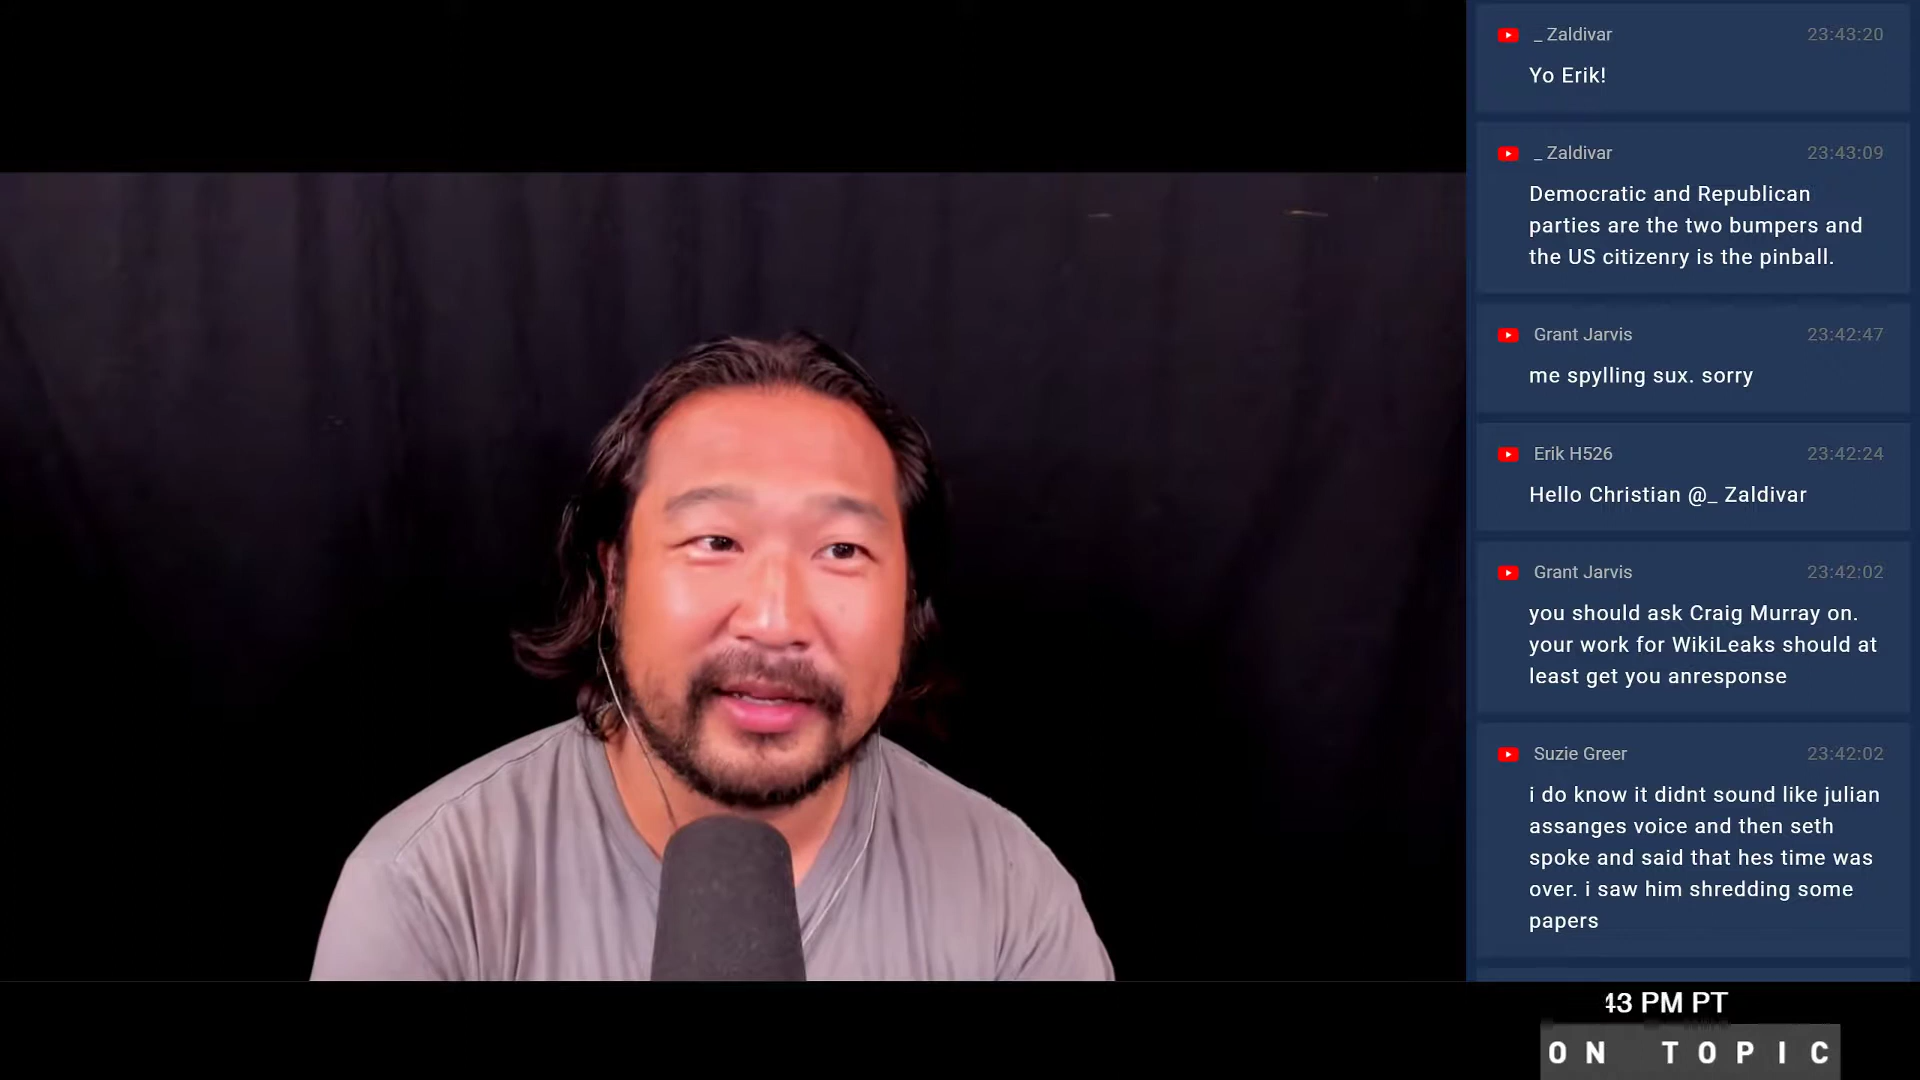 _ Zaldivar 23:43:20
Yo Erik!
_ Zaldivar 23:43:09
Democratic and Republican
parties are the two bumpers and
the US citizenry is the pinball.
Grant Jarvis 23:42:47
me spylling sux. sorry
Erik H526 23:42:24
Hello Christian @_ Zaldivar
Grant Jarvis 23:42:02
you should ask Craig Murray on.
your work for WikiLeaks should at
least get you anresponse
Suzie Greer 23:42:02
i do know it didnt sound like julian
assanges voice and then seth
spoke and said that hes time was
over. i saw him shredding some
papers
43 PM PT
ON TOPIC